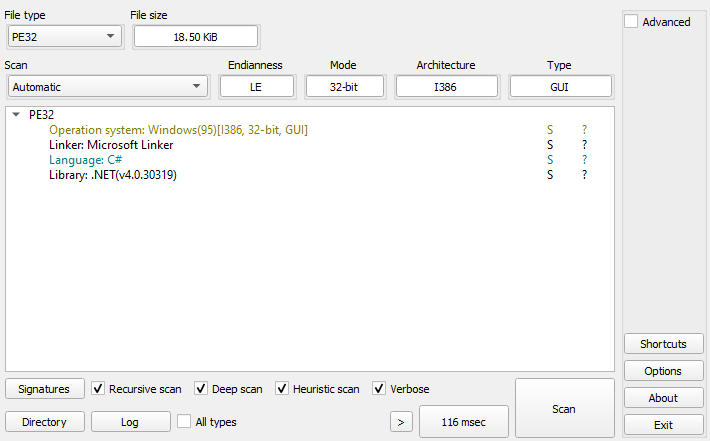 File type File size
PE32 18.50 KiB
Advanced
Scan Endianness Mode Architecture Type
Automatic LE 32-bit I386 GUI
PE32
Operation system: Windows(95)[I386, 32-bit, GUI] S ?
Linker: Microsoft Linker S ?
Language: C# S ?
Library: .NET(v4.0.30319) S ?
Shortcuts
Options
Signatures Recursive scan Deep scan Heuristic scan Verbose
About
Directory Log All types > 116 msec Scan
Exit